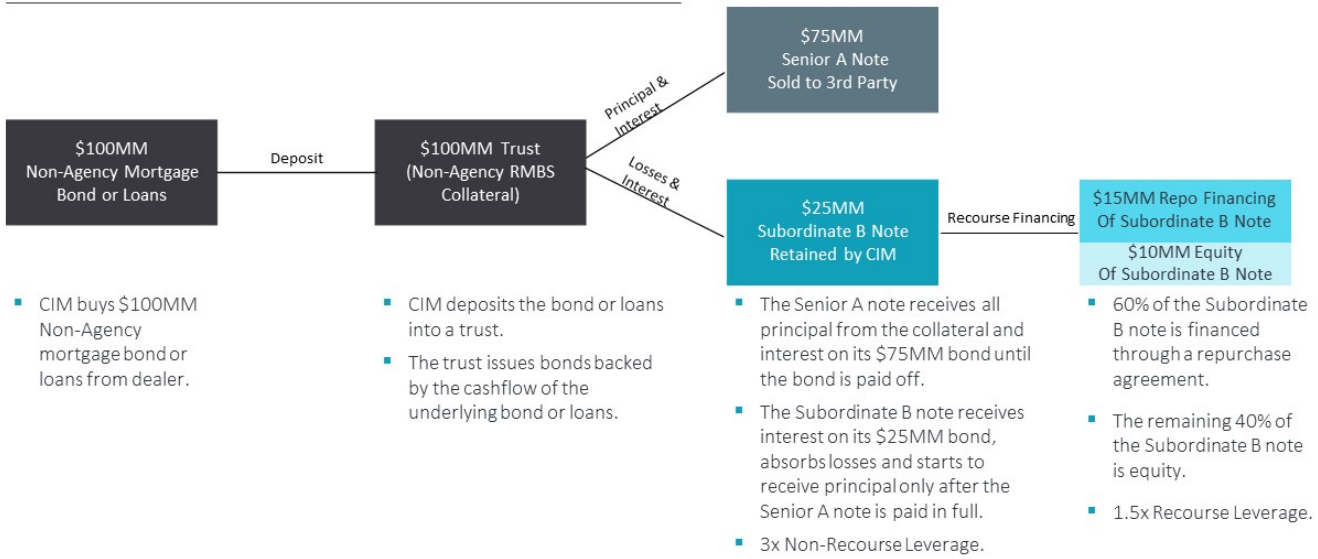 $75MM
Senior A Note
Sold to 3rd Party
Principal &
Interest
$100MM
Non-Agency Mortgage
Bond or Loans
Deposit
$100MM Trust
(Non-Agency RMBS
Collateral)
Losses &
Interest
$25MM
Subordinate B Note
Retained by CIM
Recourse Financing
$15MM Repo Financing
Of Subordinate B Note
$10MM Equity
Of Subordinate B Note
▪ CIM buys $100MM
Non-Agency
mortgage bond or
loans from dealer.
▪ CIM deposits the bond or loans
into a trust.
▪ The trust issues bonds backed
by the cashflow of the
underlying bond or loans.
▪ The Senior A note receives all
principal from the collateral and
interest on its $75MM bond until
the bond is paid off.
▪ The Subordinate B note receives
interest on its $25MM bond,
absorbs losses and starts to
receive principal only after the
Senior A note is paid in full.
▪ 3x Non-Recourse Leverage.
▪ 60% of the Subordinate
B note is financed
through a repurchase
agreement.
▪ The remaining 40% of
the Subordinate B note
is equity.
▪ 1.5x Recourse Leverage.